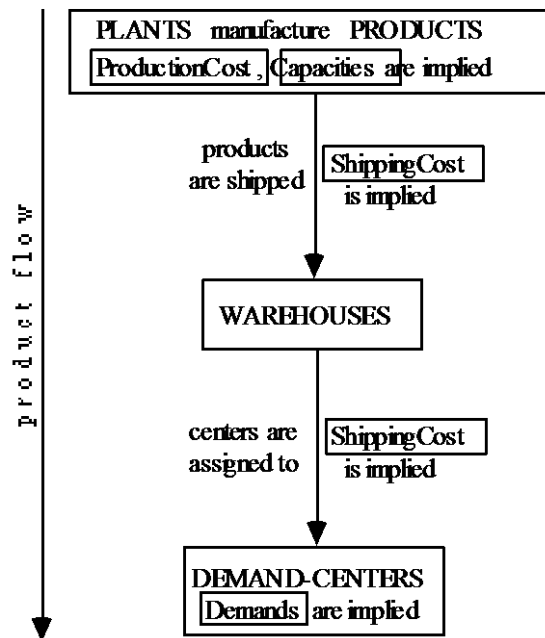 PLANTS manufacture PRODUCTS
ProductionCost, Capacities are implied
products
are shipped
ShippingCost
is implied
WAREHOUSES
centers are
assigned to
ShippingCost
is implied
DEMAND-CENTERS
Demands are implied
product flow